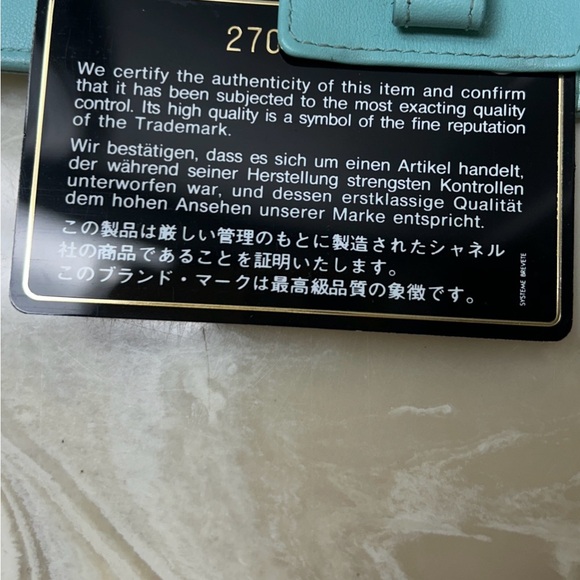 270
We certify the authenticity of this item and confirm
that it has been subjected to the most exacting quality
control. Its high quality is a symbol of the fine reputation
of the Trademark.
Wir bestätigen, dass es sich um einen Artikel handelt,
der während seiner Herstellung strengsten Kontrollen
unterworfen war, und dessen erstklassige Qualität
dem hohen Ansehen unserer Marke entspricht.
この製品は厳しい管理のもとに製造されたシャネル
社の商品であることを証明いたします。
このブランド・マークは最高級品質の象徴です。
SYSTEME BREVETE